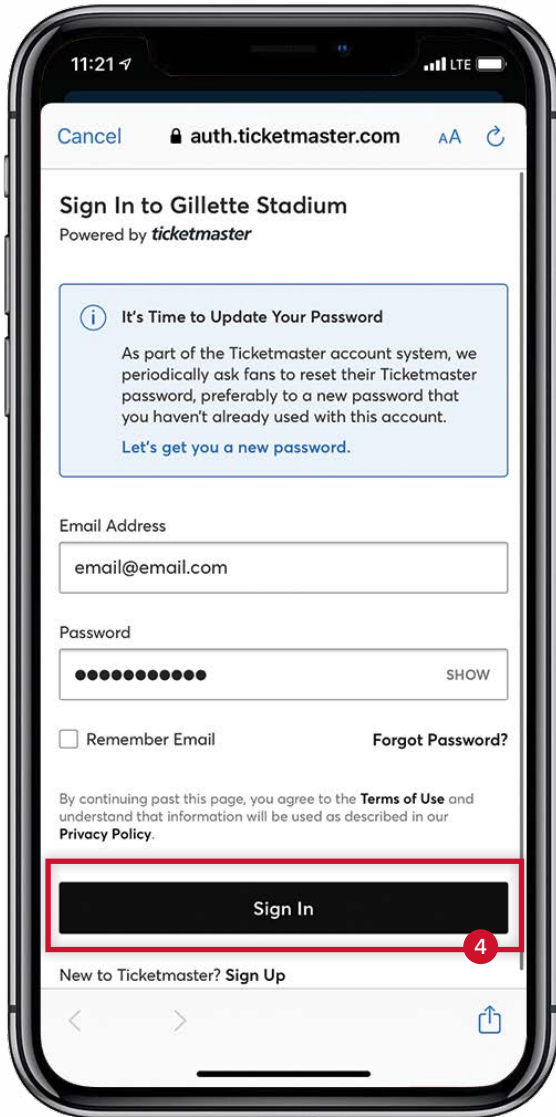 11:21 LTE
Cancel auth.ticketmaster.com AA
Sign In to Gillette Stadium
Powered by ticketmaster
It's Time to Update Your Password
As part of the Ticketmaster account system, we
periodically ask fans to reset their Ticketmaster
password, preferably to a new password that
you haven't already used with this account.
Let's get you a new password.
Email Address
email@email.com
Password
●●●●●●●●●●● SHOW
Remember Email Forgot Password?
By continuing past this page, you agree to the Terms of Use and
understand that information will be used as described in our
Privacy Policy.
Sign In
4
New to Ticketmaster? Sign Up